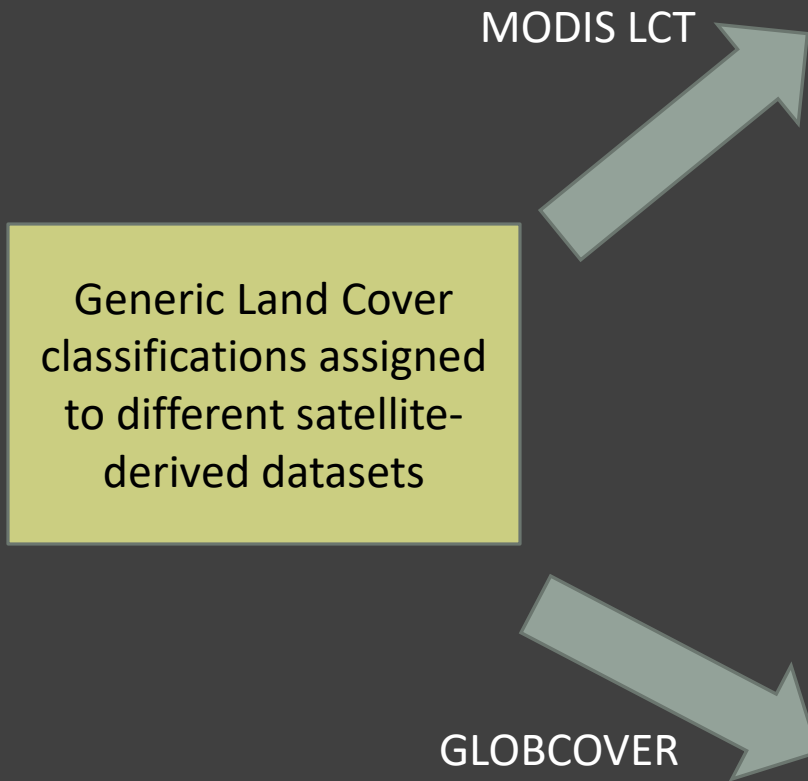 MODIS LCT
Generic Land Cover
classifications assigned
to different satellite-
derived datasets
GLOBCOVER